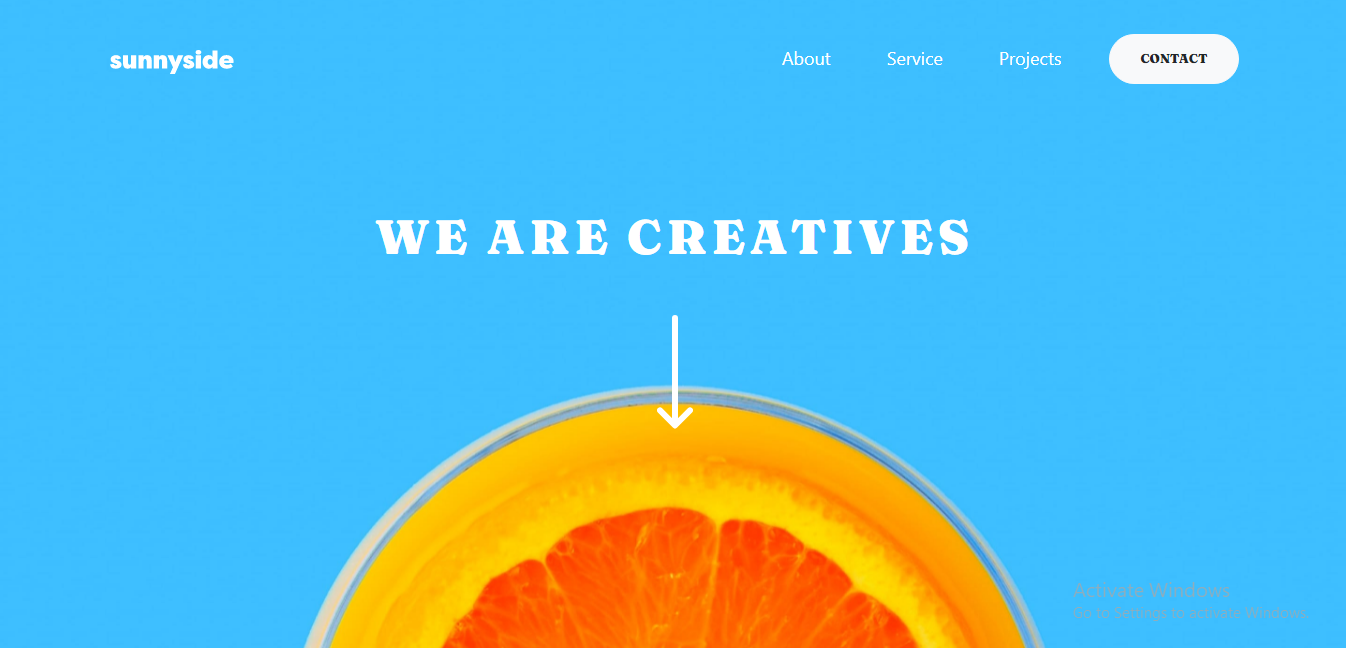 sunnyside
About Service Projects CONTACT
WE ARE CREATIVES
Activate Windows
Go to Settings to activate Windows.